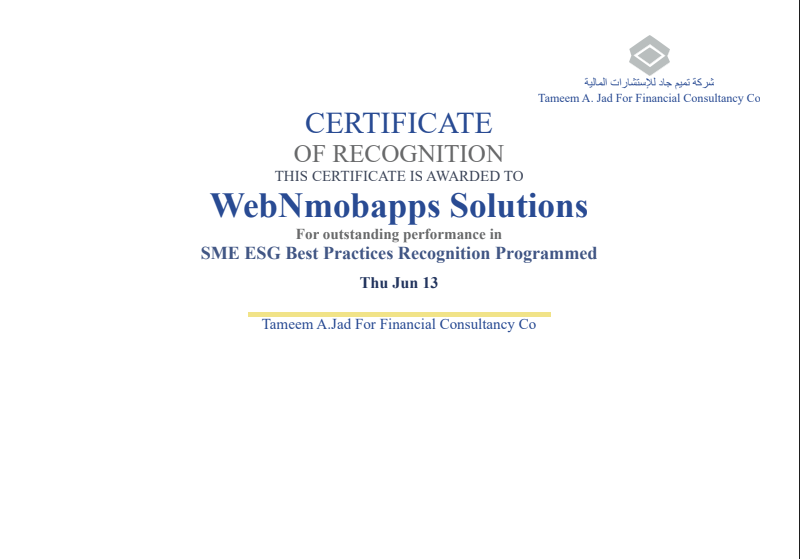 شركة تميم جاد للإستشارات المالية
Tameem A. Jad For Financial Consultancy Co
CERTIFICATE
OF RECOGNITION
THIS CERTIFICATE IS AWARDED TO
WebNmobapps Solutions
For outstanding performance in
SME ESG Best Practices Recognition Programmed
Thu Jun 13
Tameem A.Jad For Financial Consultancy Co